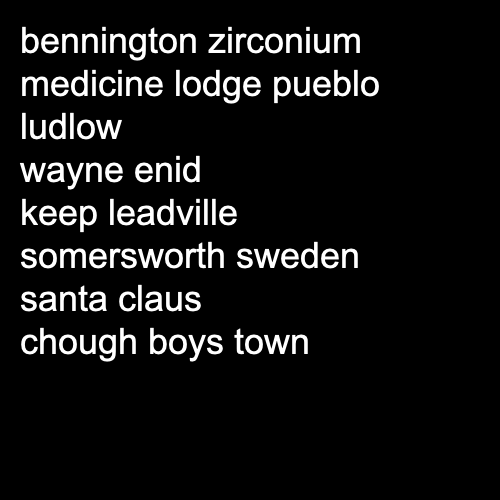 bennington zirconium
medicine lodge pueblo
ludlow
wayne enid
keep leadville
somersworth sweden
santa claus
chough boys town